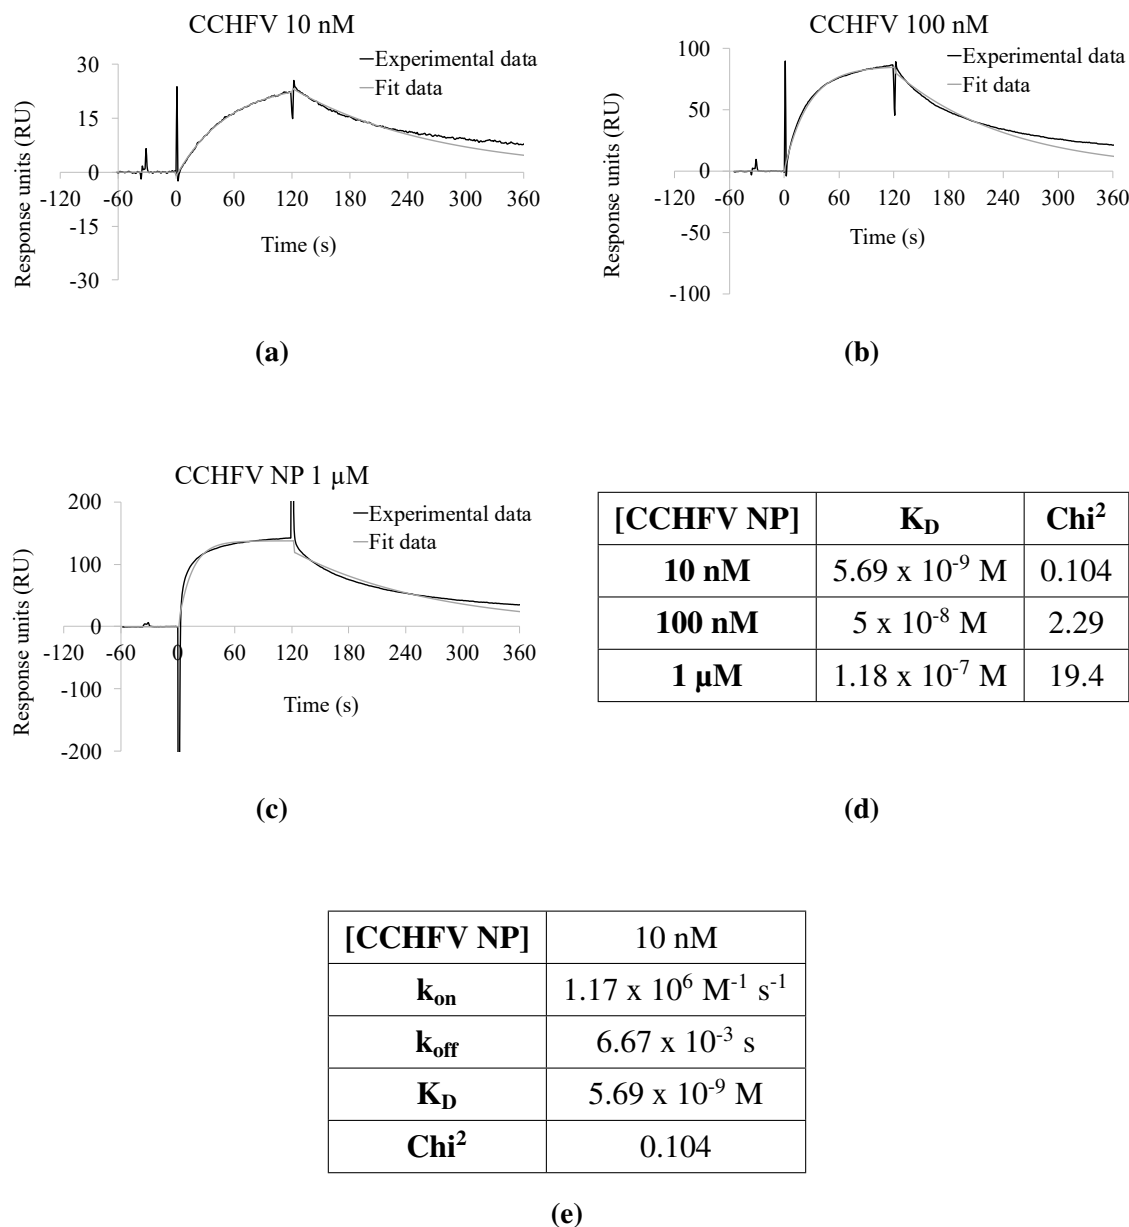 CCHFV 10 nM
Experimental data
Fit data
Response units (RU)
30
15
0
-15
-30
-120 -60 0 60 120 180 240 300 360
Time (s)
(a)
CCHFV 100 nM
Experimental data
Fit data
Response units (RU)
100
50
0
-50
-100
-120 -60 0 60 120 180 240 300 360
Time (s)
(b)
CCHFV NP 1 µM
Experimental data
Fit data
Response units (RU)
200
100
0
-100
-200
-120 -60 0 60 120 180 240 300 360
Time (s)
(c)
[CCHFV NP] K_D Chi²
10 nM 5.69 x 10⁻⁹ M 0.104
100 nM 5 x 10⁻⁸ M 2.29
1 µM 1.18 x 10⁻⁷ M 19.4
(d)
[CCHFV NP] 10 nM
k_on 1.17 x 10⁶ M⁻¹ s⁻¹
k_off 6.67 x 10⁻³ s
K_D 5.69 x 10⁻⁹ M
Chi² 0.104
(e)